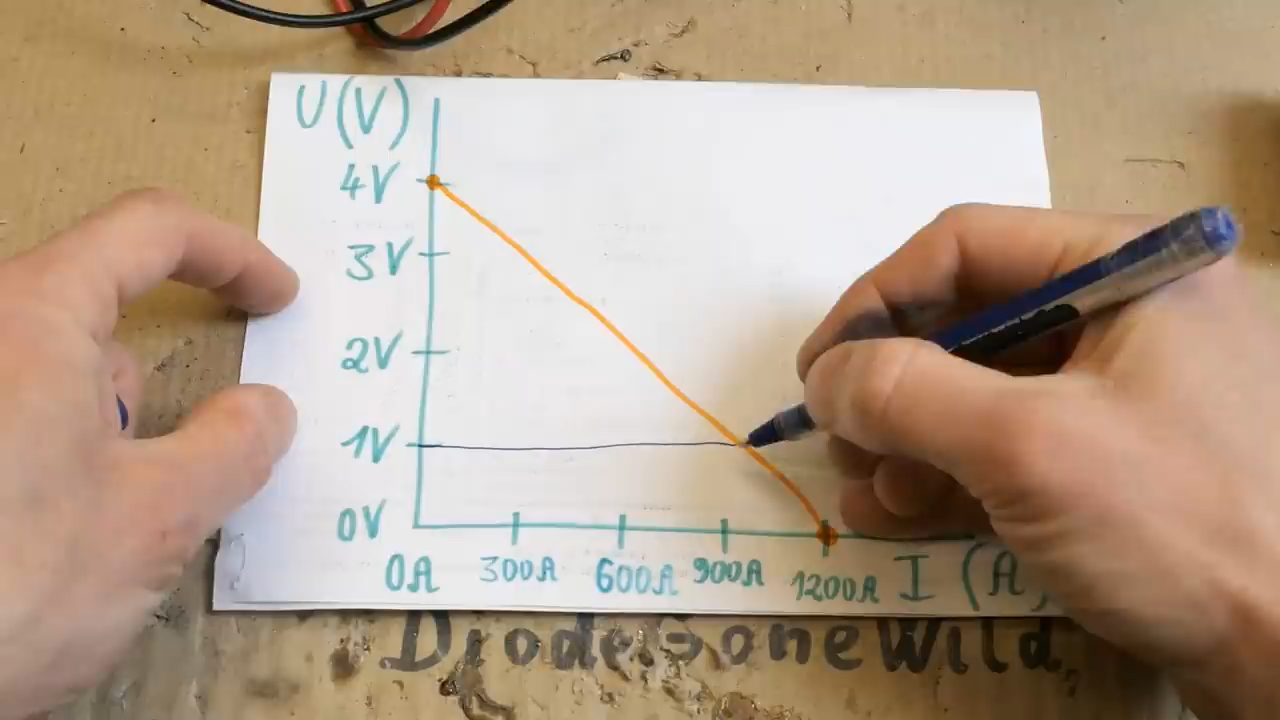 U(V)
4V
3V
2V
1V
0V
0A 300A 600A 900A 1200A I (A)
DiodeGoneWild